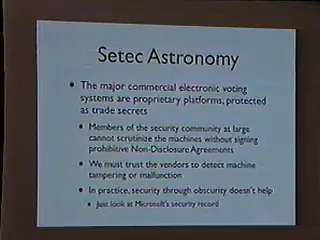 Setec Astronomy
• The major commercial electronic voting
systems are proprietary platforms, protected
as trade secrets
• Members of the security community at large
cannot scrutinize the machines without signing
prohibitive Non-Disclosure Agreements
• We must trust the vendors to detect machine
tampering or malfunction
• In practice, security through obscurity doesn't help
• Just look at Microsoft's security record